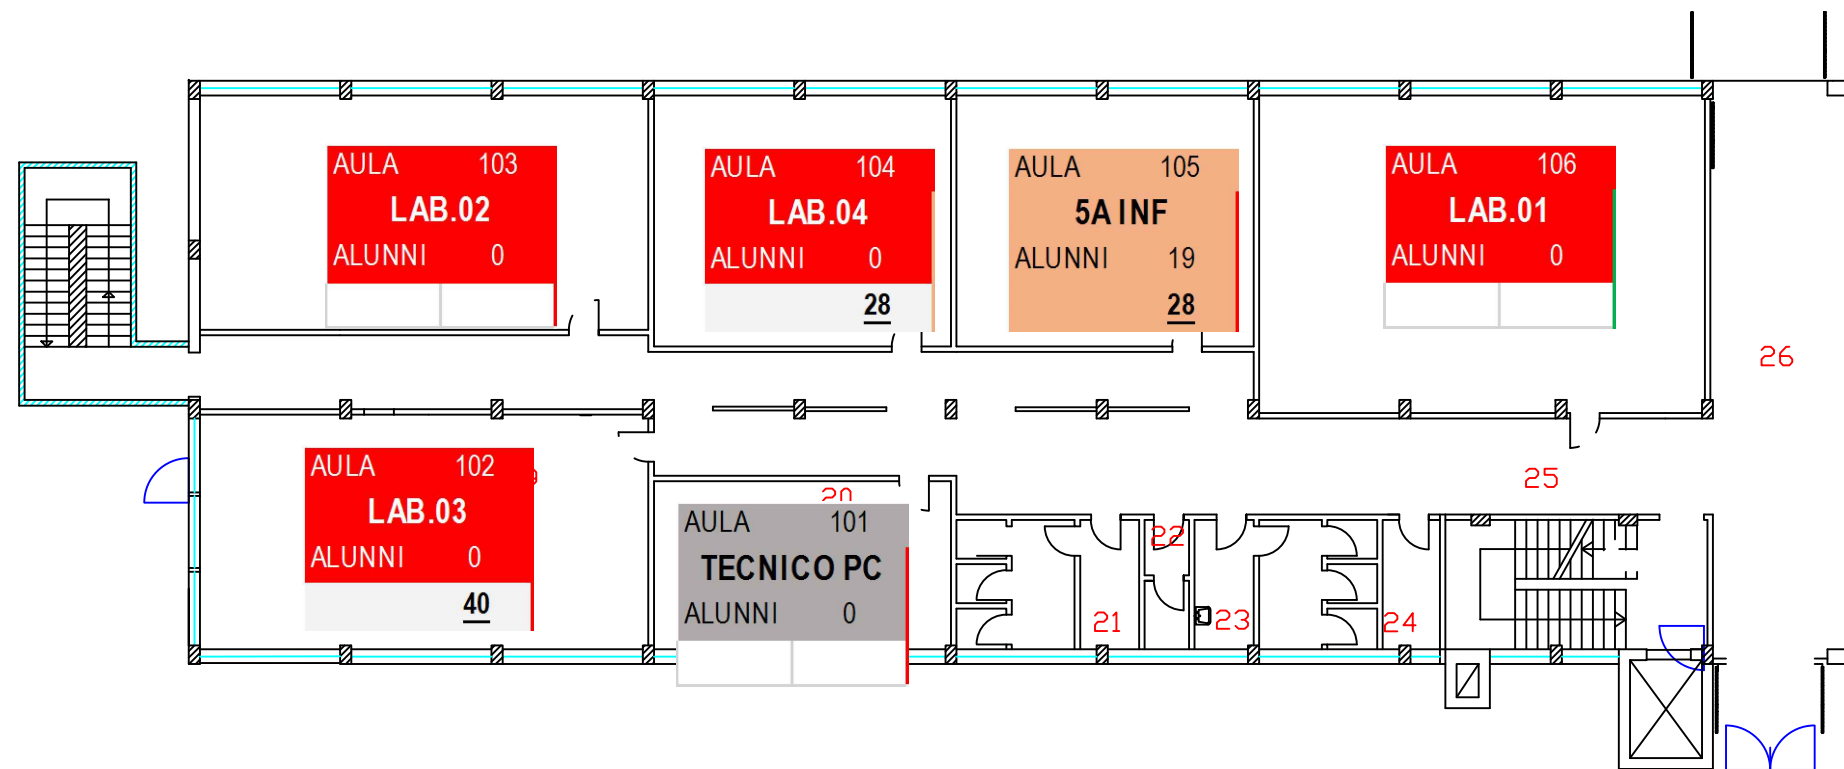 AULA 103
LAB.02
ALUNNI 0
AULA 104
LAB.04
ALUNNI 0
28
AULA 105
5A INF
ALUNNI 19
28
AULA 106
LAB.01
ALUNNI 0
26
AULA 102
LAB.03
ALUNNI 0
40
20
AULA 101
TECNICO PC
ALUNNI 0
25
22
21
23
24